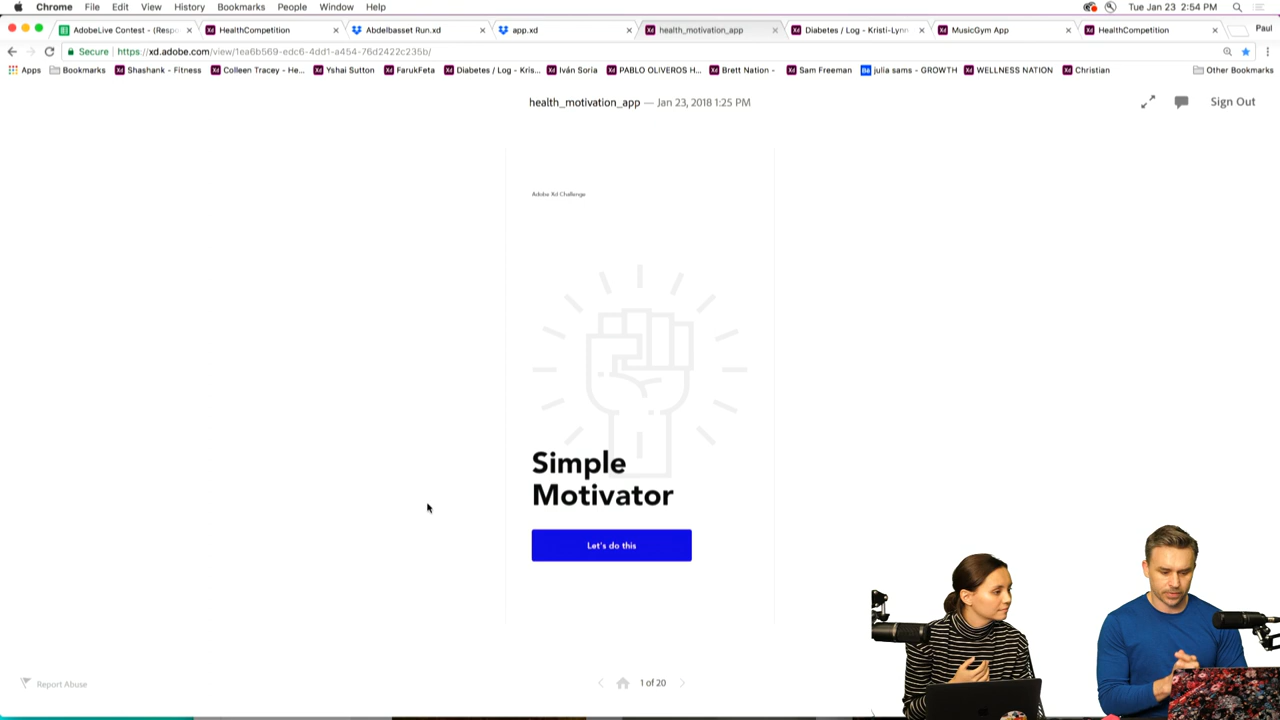 Chrome File Edit View History Bookmarks People Window Help Tue Jan 23 2:54 PM
AdobeLive Contest - (Respo HealthCompetition Abdelbasset Run.xd app.xd health_motivation_app Diabetes / Log - Kristi-Lynn MusicGym App HealthCompetition Paul
Secure https://xd.adobe.com/view/1ea6b569-edc6-4dd1-a454-76d2422c235b/
Apps Bookmarks Shashank - Fitness Colleen Tracey - He... Yshai Sutton FarukFeta Diabetes / Log - Kris... Iván Soria PABLO OLIVEROS H... Brett Nation - Sam Freeman julia sams - GROWTH WELLNESS NATION Christian Other Bookmarks
health_motivation_app — Jan 23, 2018 1:25 PM Sign Out
Adobe Xd Challenge
Simple
Motivator
Let's do this
Report Abuse 1 of 20